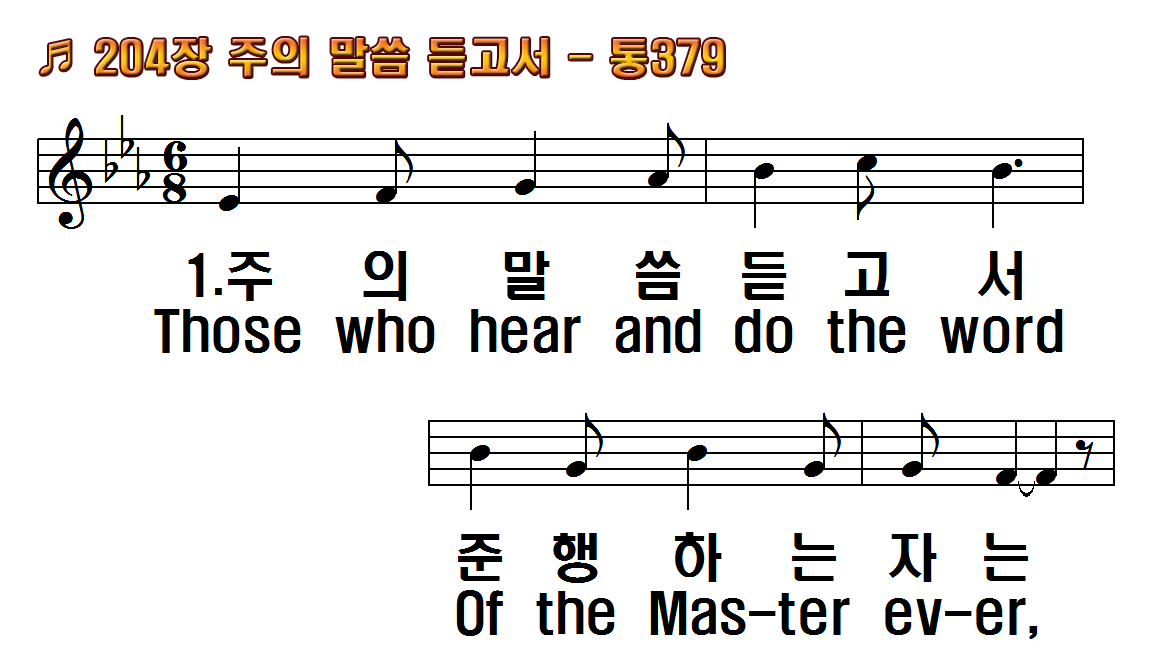 ♬ 204장 주의 말씀 듣고서 - 통379
6
8
1.주 의 말 씀 듣 고 서
Those who hear and do the word
준 행 하 는 자 는
Of the Mas-ter ev-er,